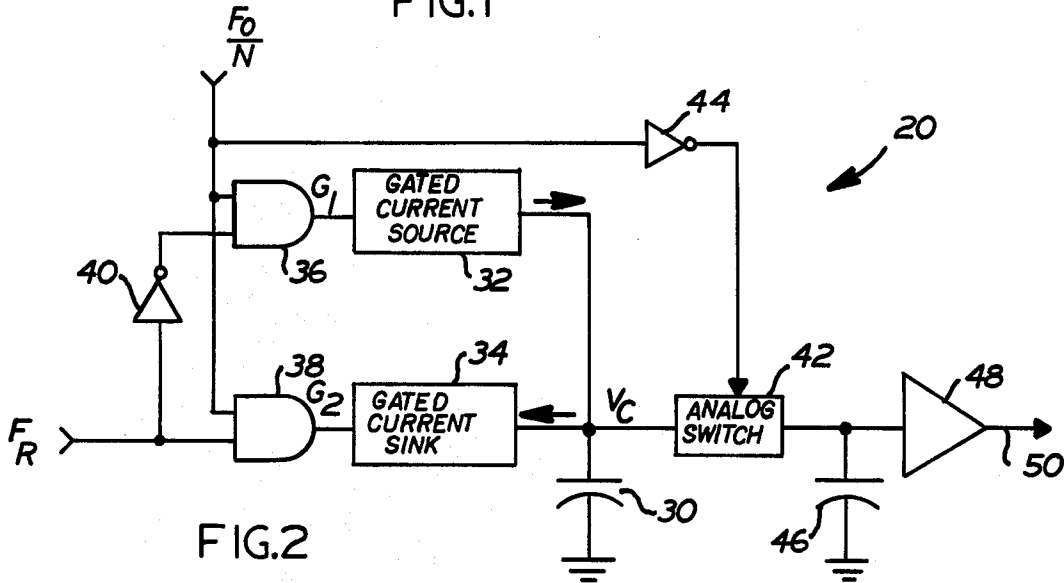 FIG.1
F0
N
44
20
G1
GATED
CURRENT
SOURCE
36
32
40
38
34
42
G2
GATED
CURRENT
SINK
VC
ANALOG
SWITCH
48
FR
50
30
46
FIG.2